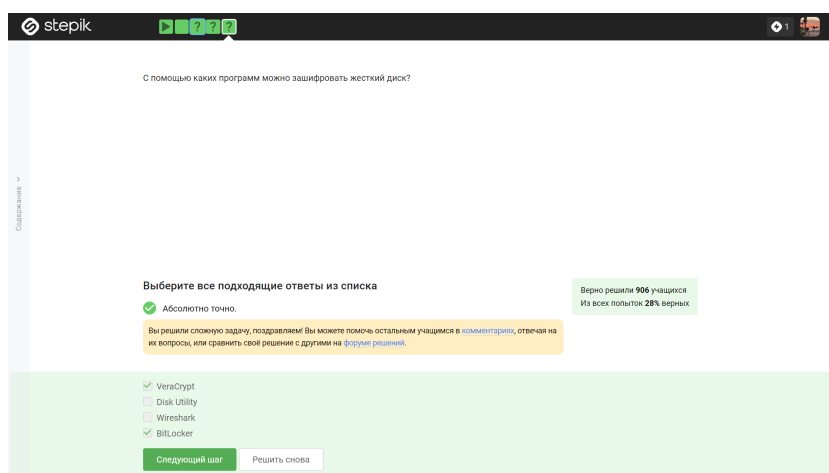 stepik
? ? ?
1
С помощью каких программ можно зашифровать жесткий диск?
Содержание
Выберите все подходящие ответы из списка
Абсолютно точно.
Верно решили 906 учащихся
Из всех попыток 28% верных
Вы решили сложную задачу, поздравляем! Вы можете помочь остальным учащимся в комментариях, отвечая на
их вопросы, или сравнить своё решение с другими на форуме решений.
VeraCrypt
Disk Utility
Wireshark
BitLocker
Следующий шаг
Решить снова